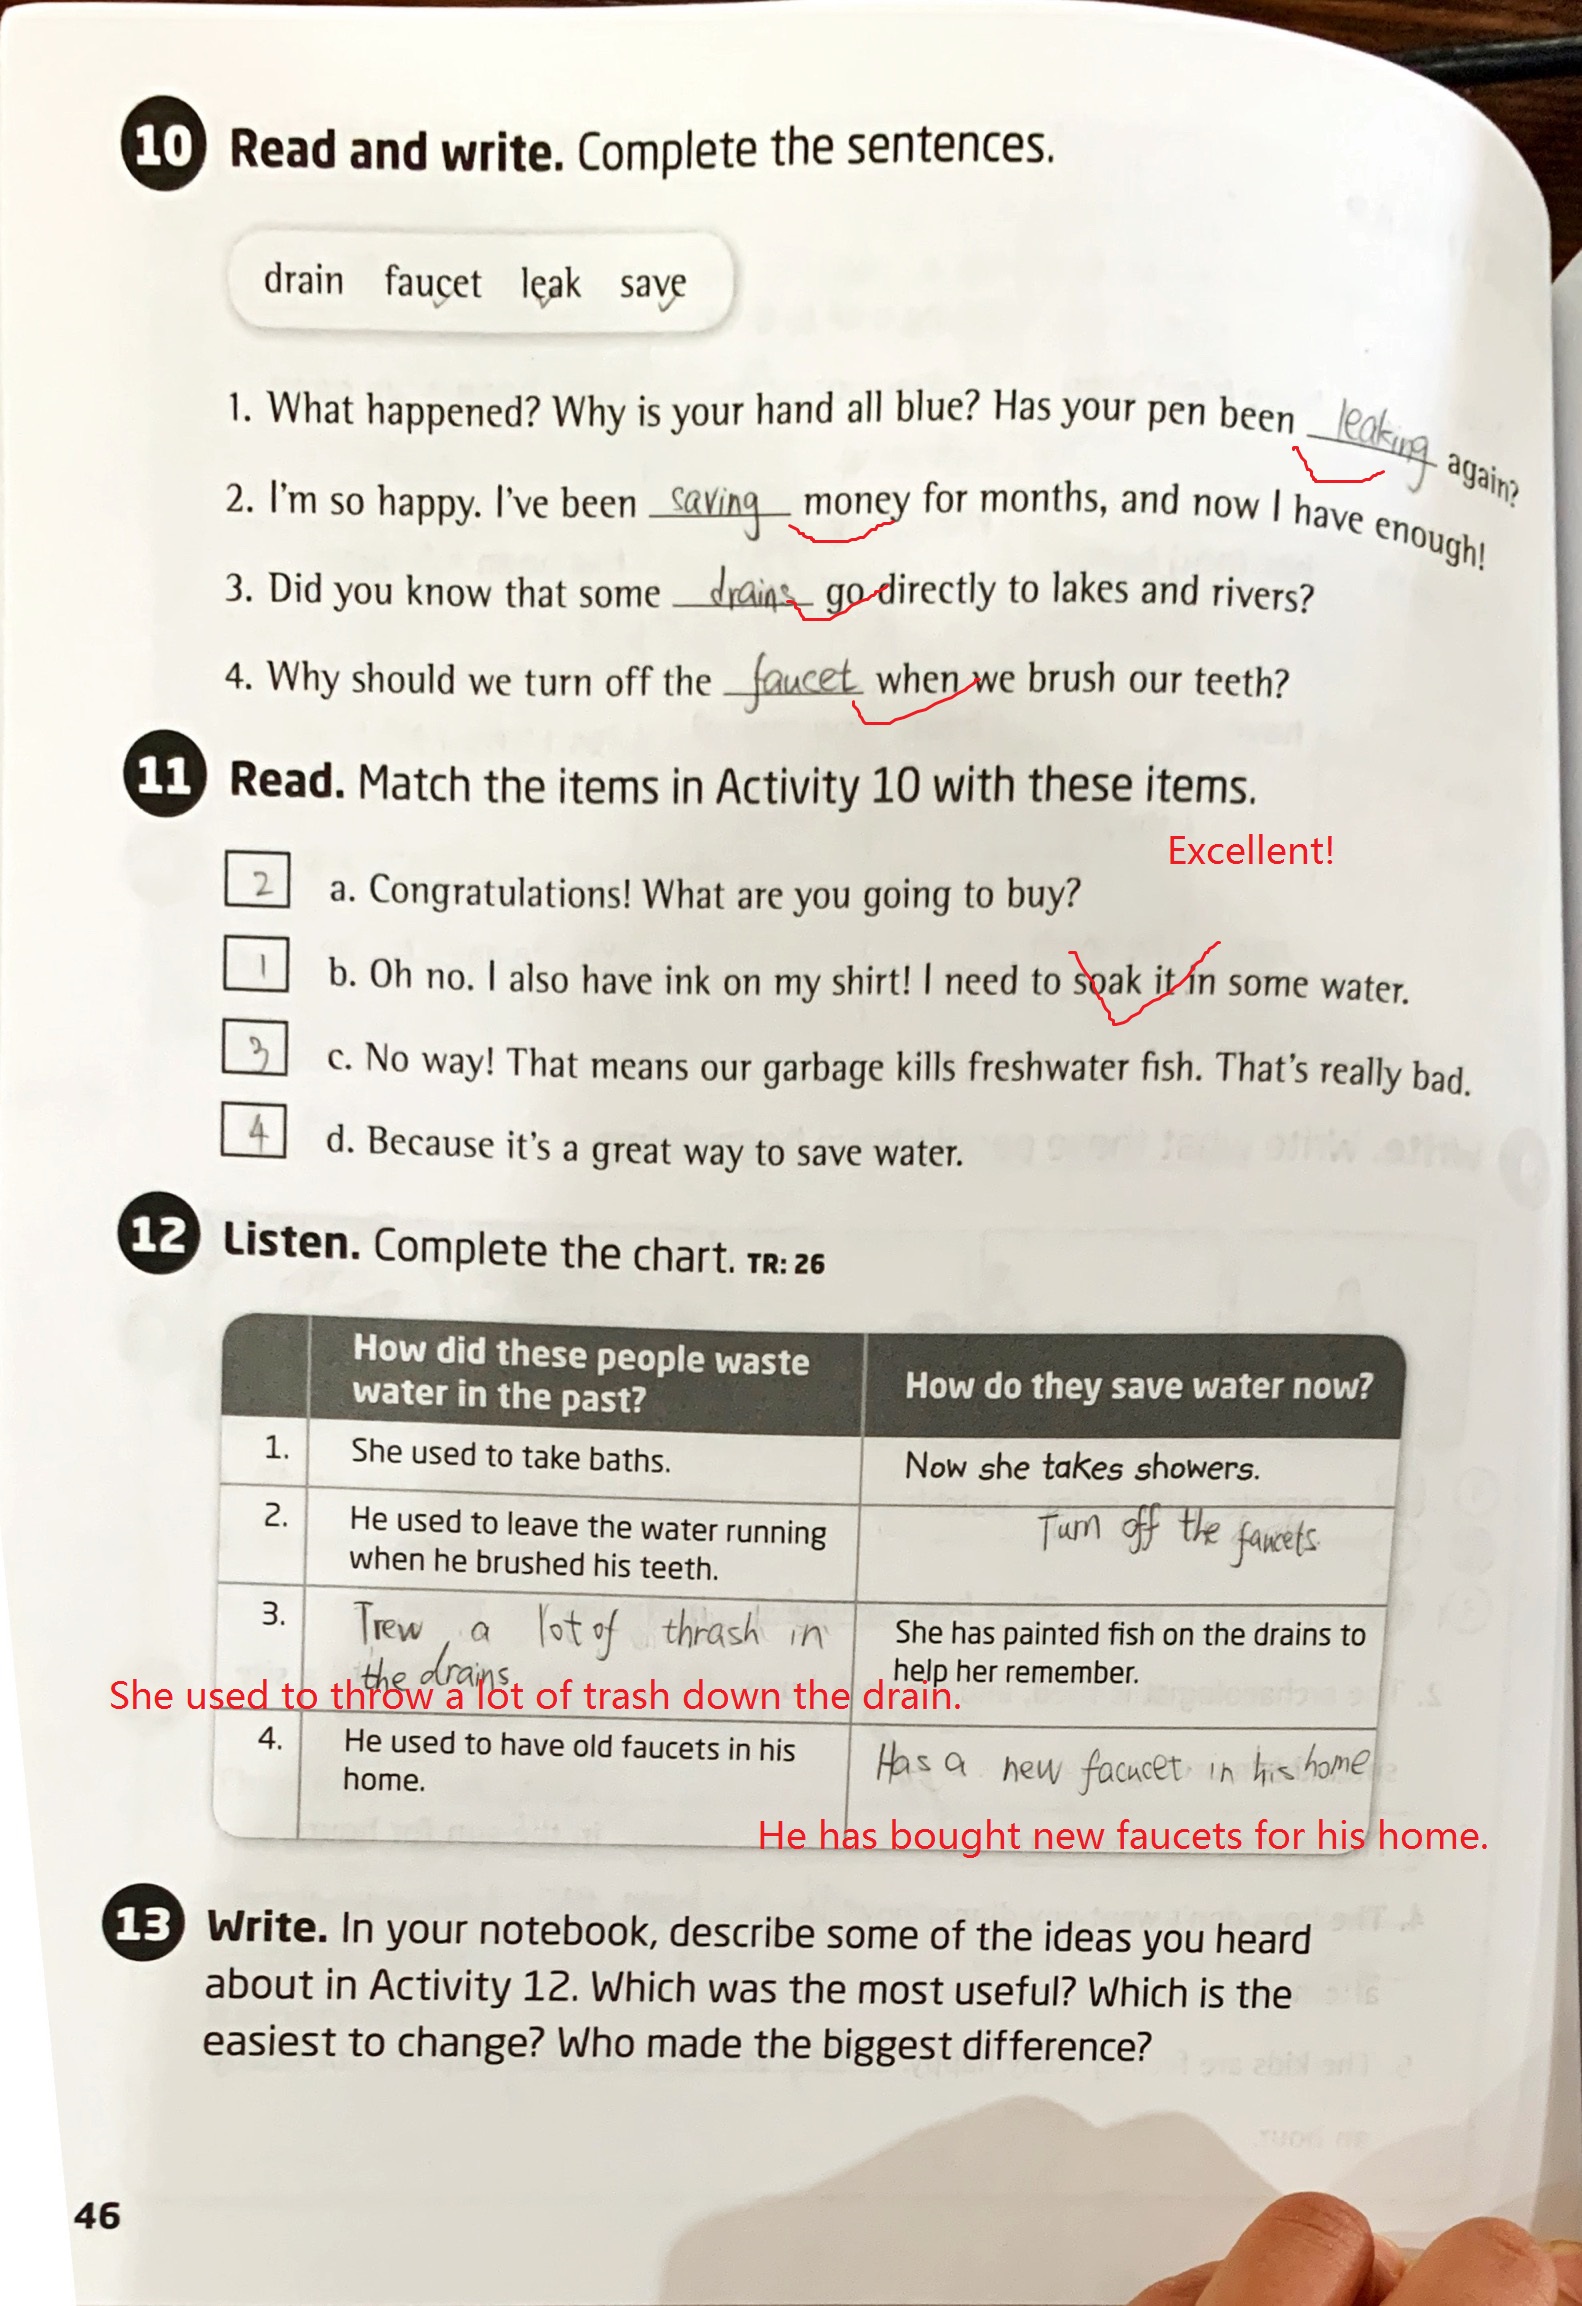 10 Read and write. Complete the sentences.
drain faucet leak save
1. What happened? Why is your hand all blue? Has your pen been leaking again?
2. I'm so happy. I've been saving money for months, and now I have enough!
3. Did you know that some drains go directly to lakes and rivers?
4. Why should we turn off the faucet when we brush our teeth?
11 Read. Match the items in Activity 10 with these items.
Excellent!
2 a. Congratulations! What are you going to buy?
1 b. Oh no. I also have ink on my shirt! I need to soak it in some water.
3 c. No way! That means our garbage kills freshwater fish. That's really bad.
4 d. Because it's a great way to save water.
12 Listen. Complete the chart. TR: 26
How did these people waste
water in the past?
How do they save water now?
1. She used to take baths.
Now she takes showers.
2. He used to leave the water running
when he brushed his teeth.
Turn off the faucets.
3. Trew a lot of thrash in
the drains.
She has painted fish on the drains to
help her remember.
She used to throw a lot of trash down the drain.
4. He used to have old faucets in his
home.
Has a new facucet in his home
He has bought new faucets for his home.
13 Write. In your notebook, describe some of the ideas you heard
about in Activity 12. Which was the most useful? Which is the
easiest to change? Who made the biggest difference?
46